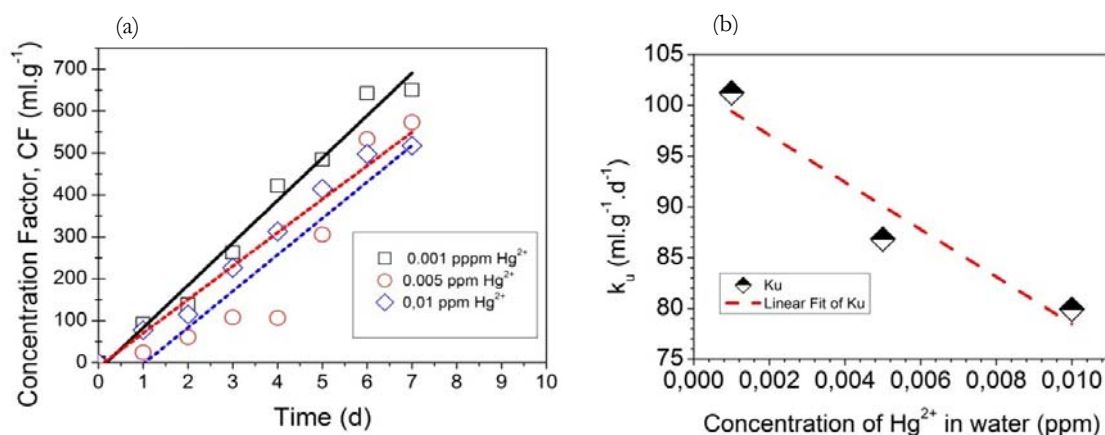 (a)
Concentration Factor, CF (ml.g⁻¹)
700
600
500
400
300
200
100
0
0 1 2 3 4 5 6 7 8 9 10
Time (d)
0.001 pppm Hg²⁺
0.005 ppm Hg²⁺
0,01 ppm Hg²⁺
(b)
kᵤ (ml.g⁻¹.d⁻¹)
105
100
95
90
85
80
75
0,000 0,002 0,004 0,006 0,008 0,010
Concentration of Hg²⁺ in water (ppm)
Ku
Linear Fit of Ku